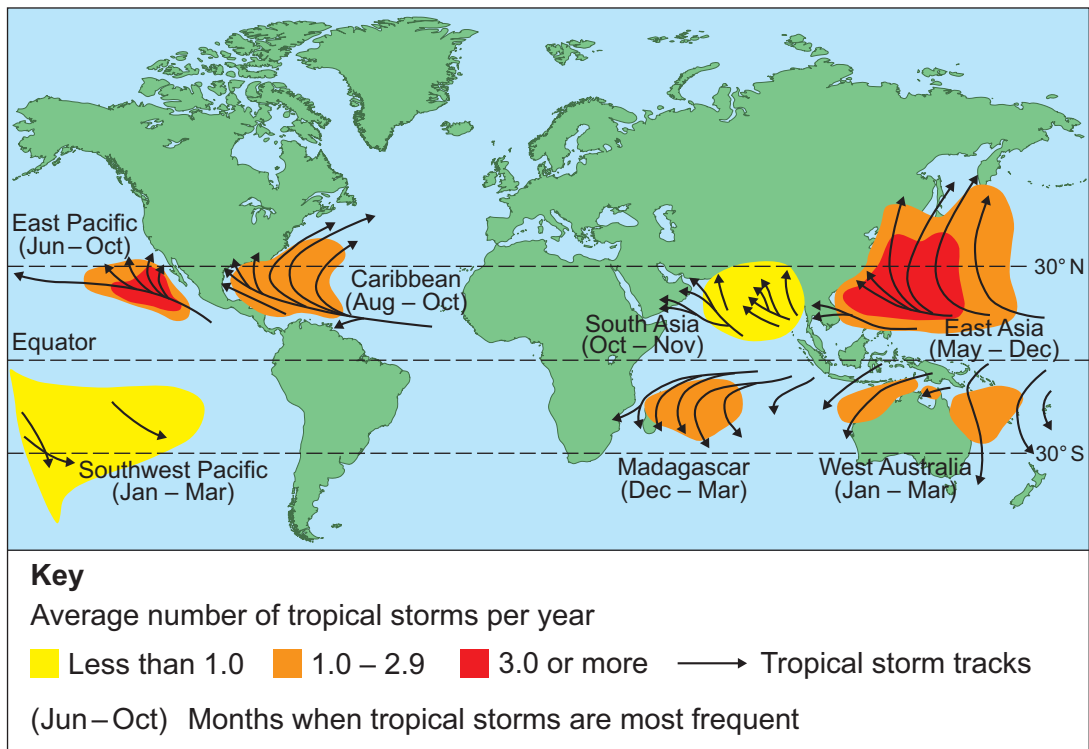 East Pacific
(Jun – Oct)
Caribbean
(Aug – Oct)
30° N
South Asia
(Oct – Nov)
East Asia
(May – Dec)
Equator
30° S
Southwest Pacific
(Jan – Mar)
Madagascar
(Dec – Mar)
West Australia
(Jan – Mar)
Key
Average number of tropical storms per year
Less than 1.0
1.0 – 2.9
3.0 or more
Tropical storm tracks
(Jun – Oct) Months when tropical storms are most frequent